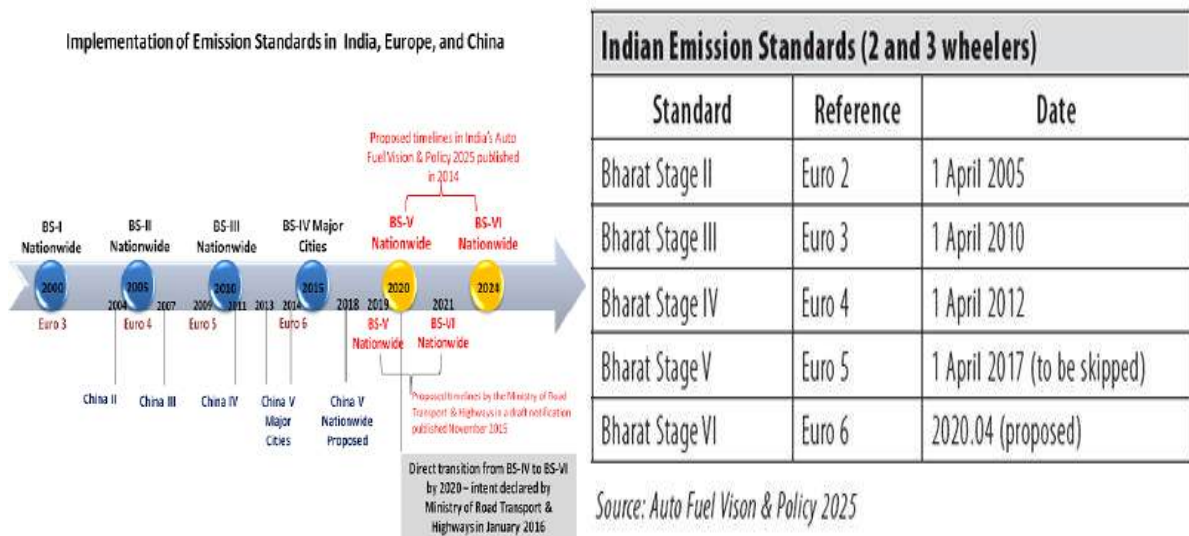 Implementation of Emission Standards in India, Europe, and China
Proposed timelines in India's Auto
Fuel Vision & Policy 2025 published
in 2014
BS-I
Nationwide
BS-II
Nationwide
BS-III
Nationwide
BS-IV Major
Cities
BS-V
Nationwide
BS-VI
Nationwide
2000
2005
2010
2015
2020
2024
2004
2007
2009
2011
2013
2014
2018
2019
2021
Euro 3
Euro 4
Euro 5
Euro 6
BS-V
Nationwide
BS-VI
Nationwide
China II
China III
China IV
China V
Major
Cities
China V
Nationwide
Proposed
Proposed timelines by the Ministry of Road
Transport & Highways in a draft notification
published November 2015
Direct transition from BS-IV to BS-VI
by 2020 – intent declared by
Ministry of Road Transport &
Highways in January 2016
Indian Emission Standards (2 and 3 wheelers)
Standard Reference Date
Bharat Stage II Euro 2 1 April 2005
Bharat Stage III Euro 3 1 April 2010
Bharat Stage IV Euro 4 1 April 2012
Bharat Stage V Euro 5 1 April 2017 (to be skipped)
Bharat Stage VI Euro 6 2020.04 (proposed)
Source: Auto Fuel Vison & Policy 2025